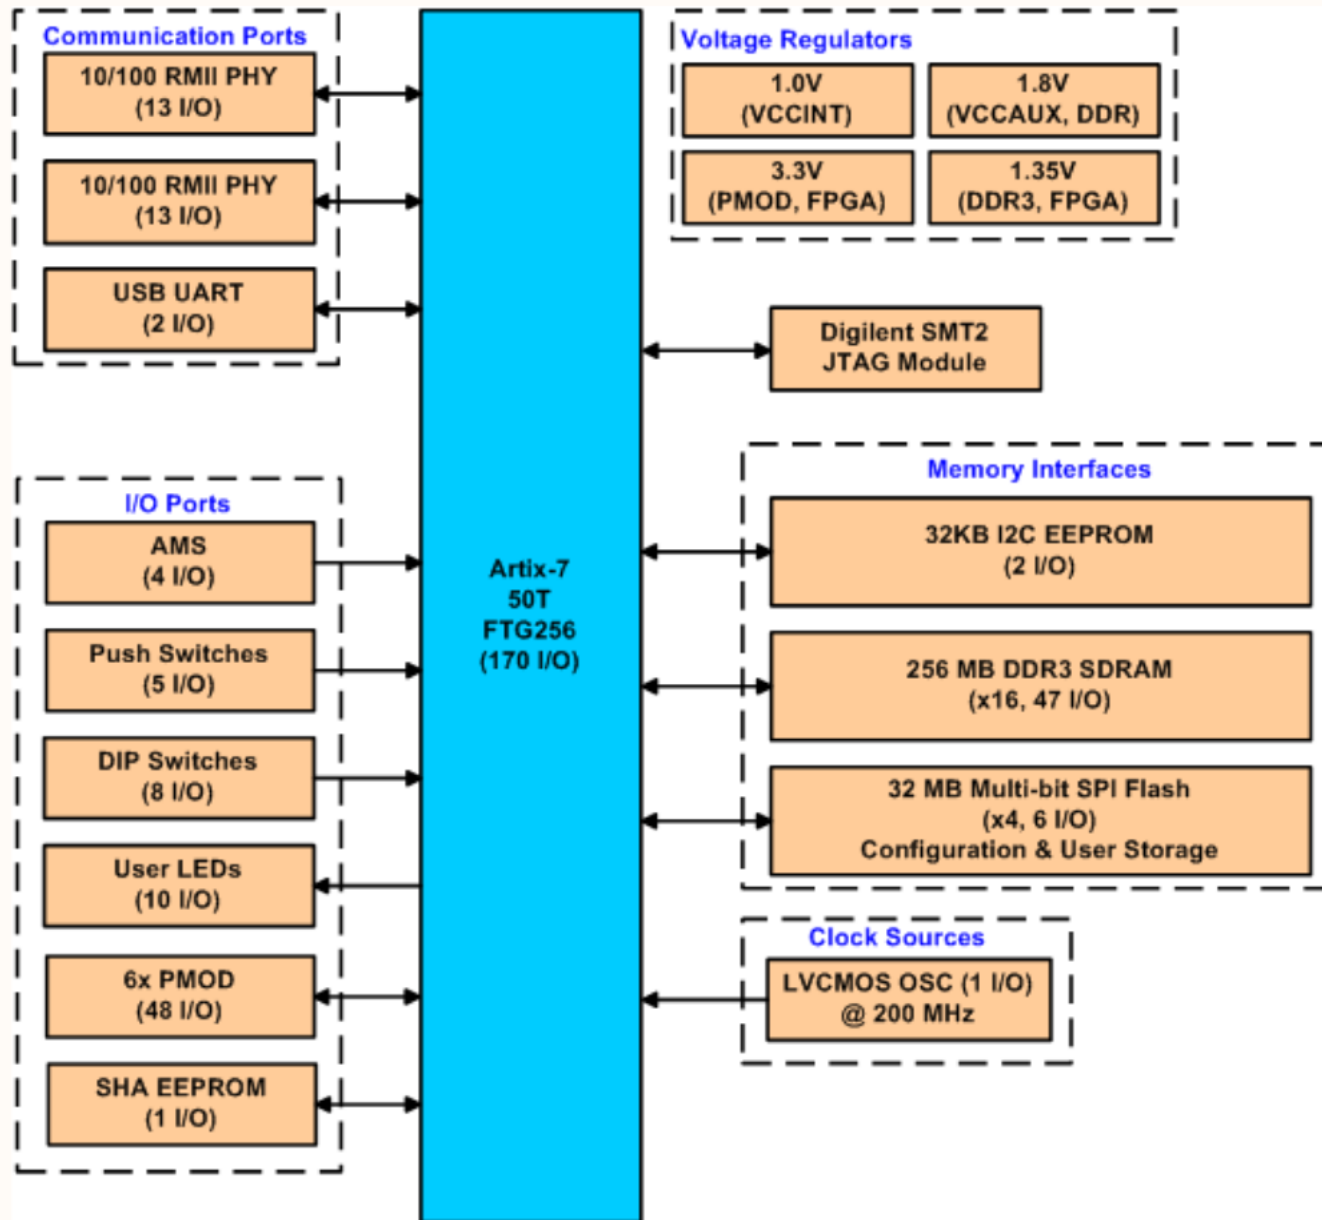 Communication Ports
10/100 RMII PHY
(13 I/O)
10/100 RMII PHY
(13 I/O)
USB UART
(2 I/O)
I/O Ports
AMS
(4 I/O)
Push Switches
(5 I/O)
DIP Switches
(8 I/O)
User LEDs
(10 I/O)
6x PMOD
(48 I/O)
SHA EEPROM
(1 I/O)
Artix-7
50T
FTG256
(170 I/O)
Voltage Regulators
1.0V
(VCCINT)
1.8V
(VCCAUX, DDR)
3.3V
(PMOD, FPGA)
1.35V
(DDR3, FPGA)
Digilent SMT2
JTAG Module
Memory Interfaces
32KB I2C EEPROM
(2 I/O)
256 MB DDR3 SDRAM
(x16, 47 I/O)
32 MB Multi-bit SPI Flash
(x4, 6 I/O)
Configuration & User Storage
Clock Sources
LVCMOS OSC (1 I/O)
@ 200 MHz